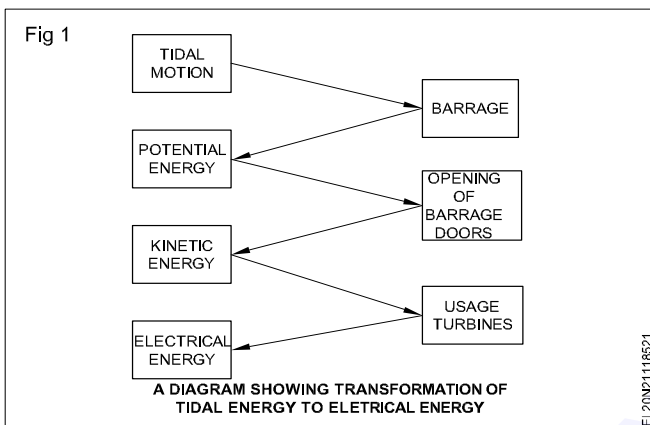 Fig 1
TIDAL
MOTION
BARRAGE
POTENTIAL
ENERGY
OPENING
OF
BARRAGE
DOORS
KINETIC
ENERGY
USAGE
TURBINES
ELECTRICAL
ENERGY
A DIAGRAM SHOWING TRANSFORMATION OF
TIDAL ENERGY TO ELETRICAL ENERGY
EL20N21118521